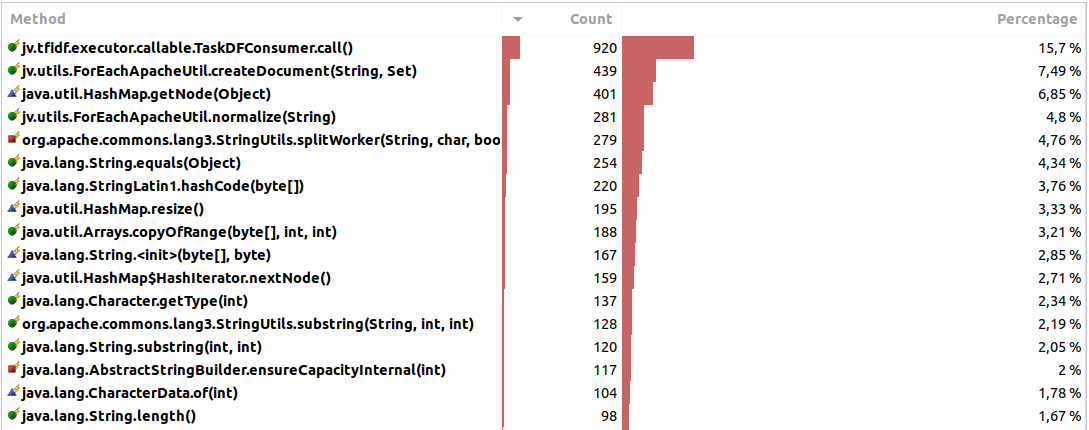 Method Count Percentage
jv.tfidf.executor.callable.TaskDFConsumer.call() 920 15,7 %
jv.utils.ForEachApacheUtil.createDocument(String, Set) 439 7,49 %
java.util.HashMap.getNode(Object) 401 6,85 %
jv.utils.ForEachApacheUtil.normalize(String) 281 4,8 %
org.apache.commons.lang3.StringUtils.splitWorker(String, char, boo 279 4,76 %
java.lang.String.equals(Object) 254 4,34 %
java.lang.StringLatin1.hashCode(byte[]) 220 3,76 %
java.util.HashMap.resize() 195 3,33 %
java.util.Arrays.copyOfRange(byte[], int, int) 188 3,21 %
java.lang.String.<init>(byte[], byte) 167 2,85 %
java.util.HashMap$HashIterator.nextNode() 159 2,71 %
java.lang.Character.getType(int) 137 2,34 %
org.apache.commons.lang3.StringUtils.substring(String, int, int) 128 2,19 %
java.lang.String.substring(int, int) 120 2,05 %
java.lang.AbstractStringBuilder.ensureCapacityInternal(int) 117 2 %
java.lang.CharacterData.of(int) 104 1,78 %
java.lang.String.length() 98 1,67 %